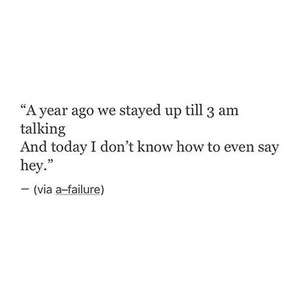 “A year ago we stayed up till 3 am
talking
And today I don’t know how to even say
hey.”
— (via a–failure)